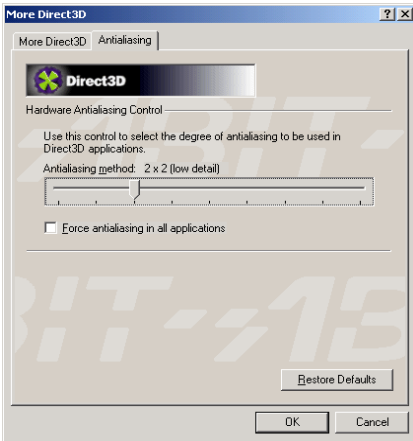 More Direct3D
More Direct3D
Antialiasing
Direct3D
Hardware Antialiasing Control
Use this control to select the degree of antialiasing to be used in
Direct3D applications.
Antialiasing method: 2 x 2 (low detail)
Force antialiasing in all applications
Restore Defaults
OK
Cancel